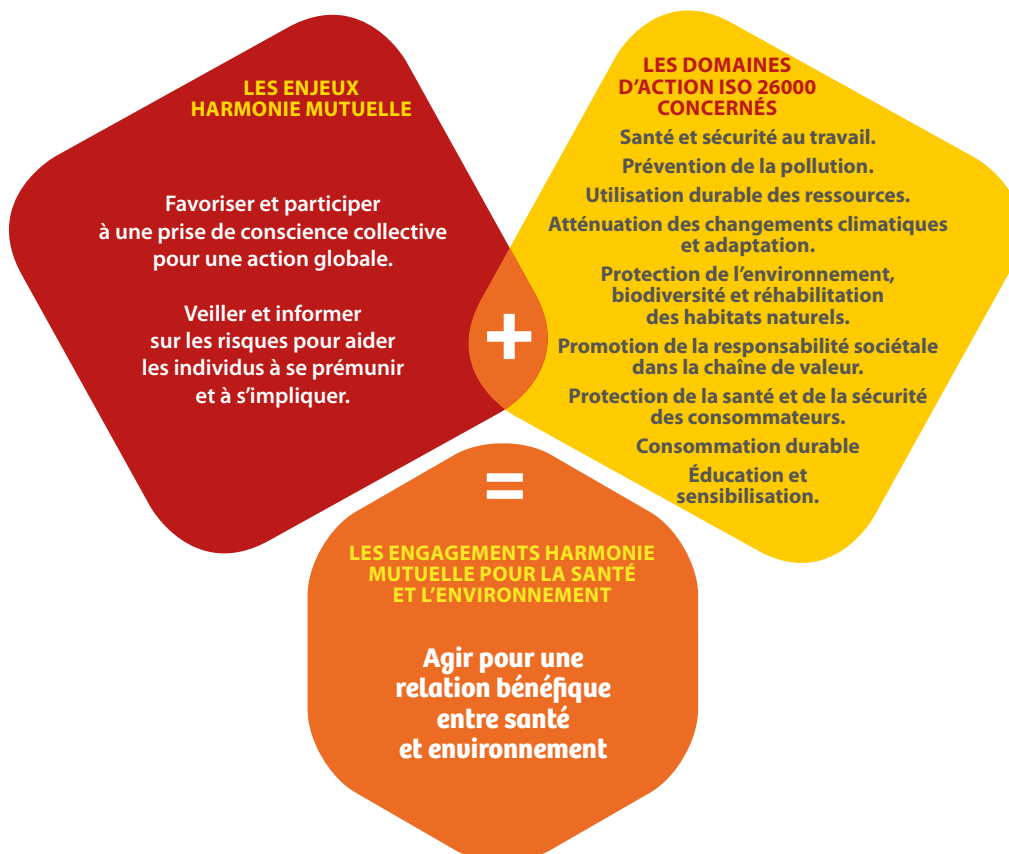 LES ENJEUX
HARMONIE MUTUELLE
Favoriser et participer
à une prise de conscience collective
pour une action globale.
Veiller et informer
sur les risques pour aider
les individus à se prémunir
et à s’impliquer.
+
LES DOMAINES
D’ACTION ISO 26000
CONCERNÉS
Santé et sécurité au travail.
Prévention de la pollution.
Utilisation durable des ressources.
Atténuation des changements climatiques
et adaptation.
Protection de l’environnement,
biodiversité et réhabilitation
des habitats naturels.
Promotion de la responsabilité sociétale
dans la chaîne de valeur.
Protection de la santé et de la sécurité
des consommateurs.
Consommation durable
Éducation et
sensibilisation.
=
LES ENGAGEMENTS HARMONIE
MUTUELLE POUR LA SANTÉ
ET L’ENVIRONNEMENT
Agir pour une
relation bénéfique
entre santé
et environnement